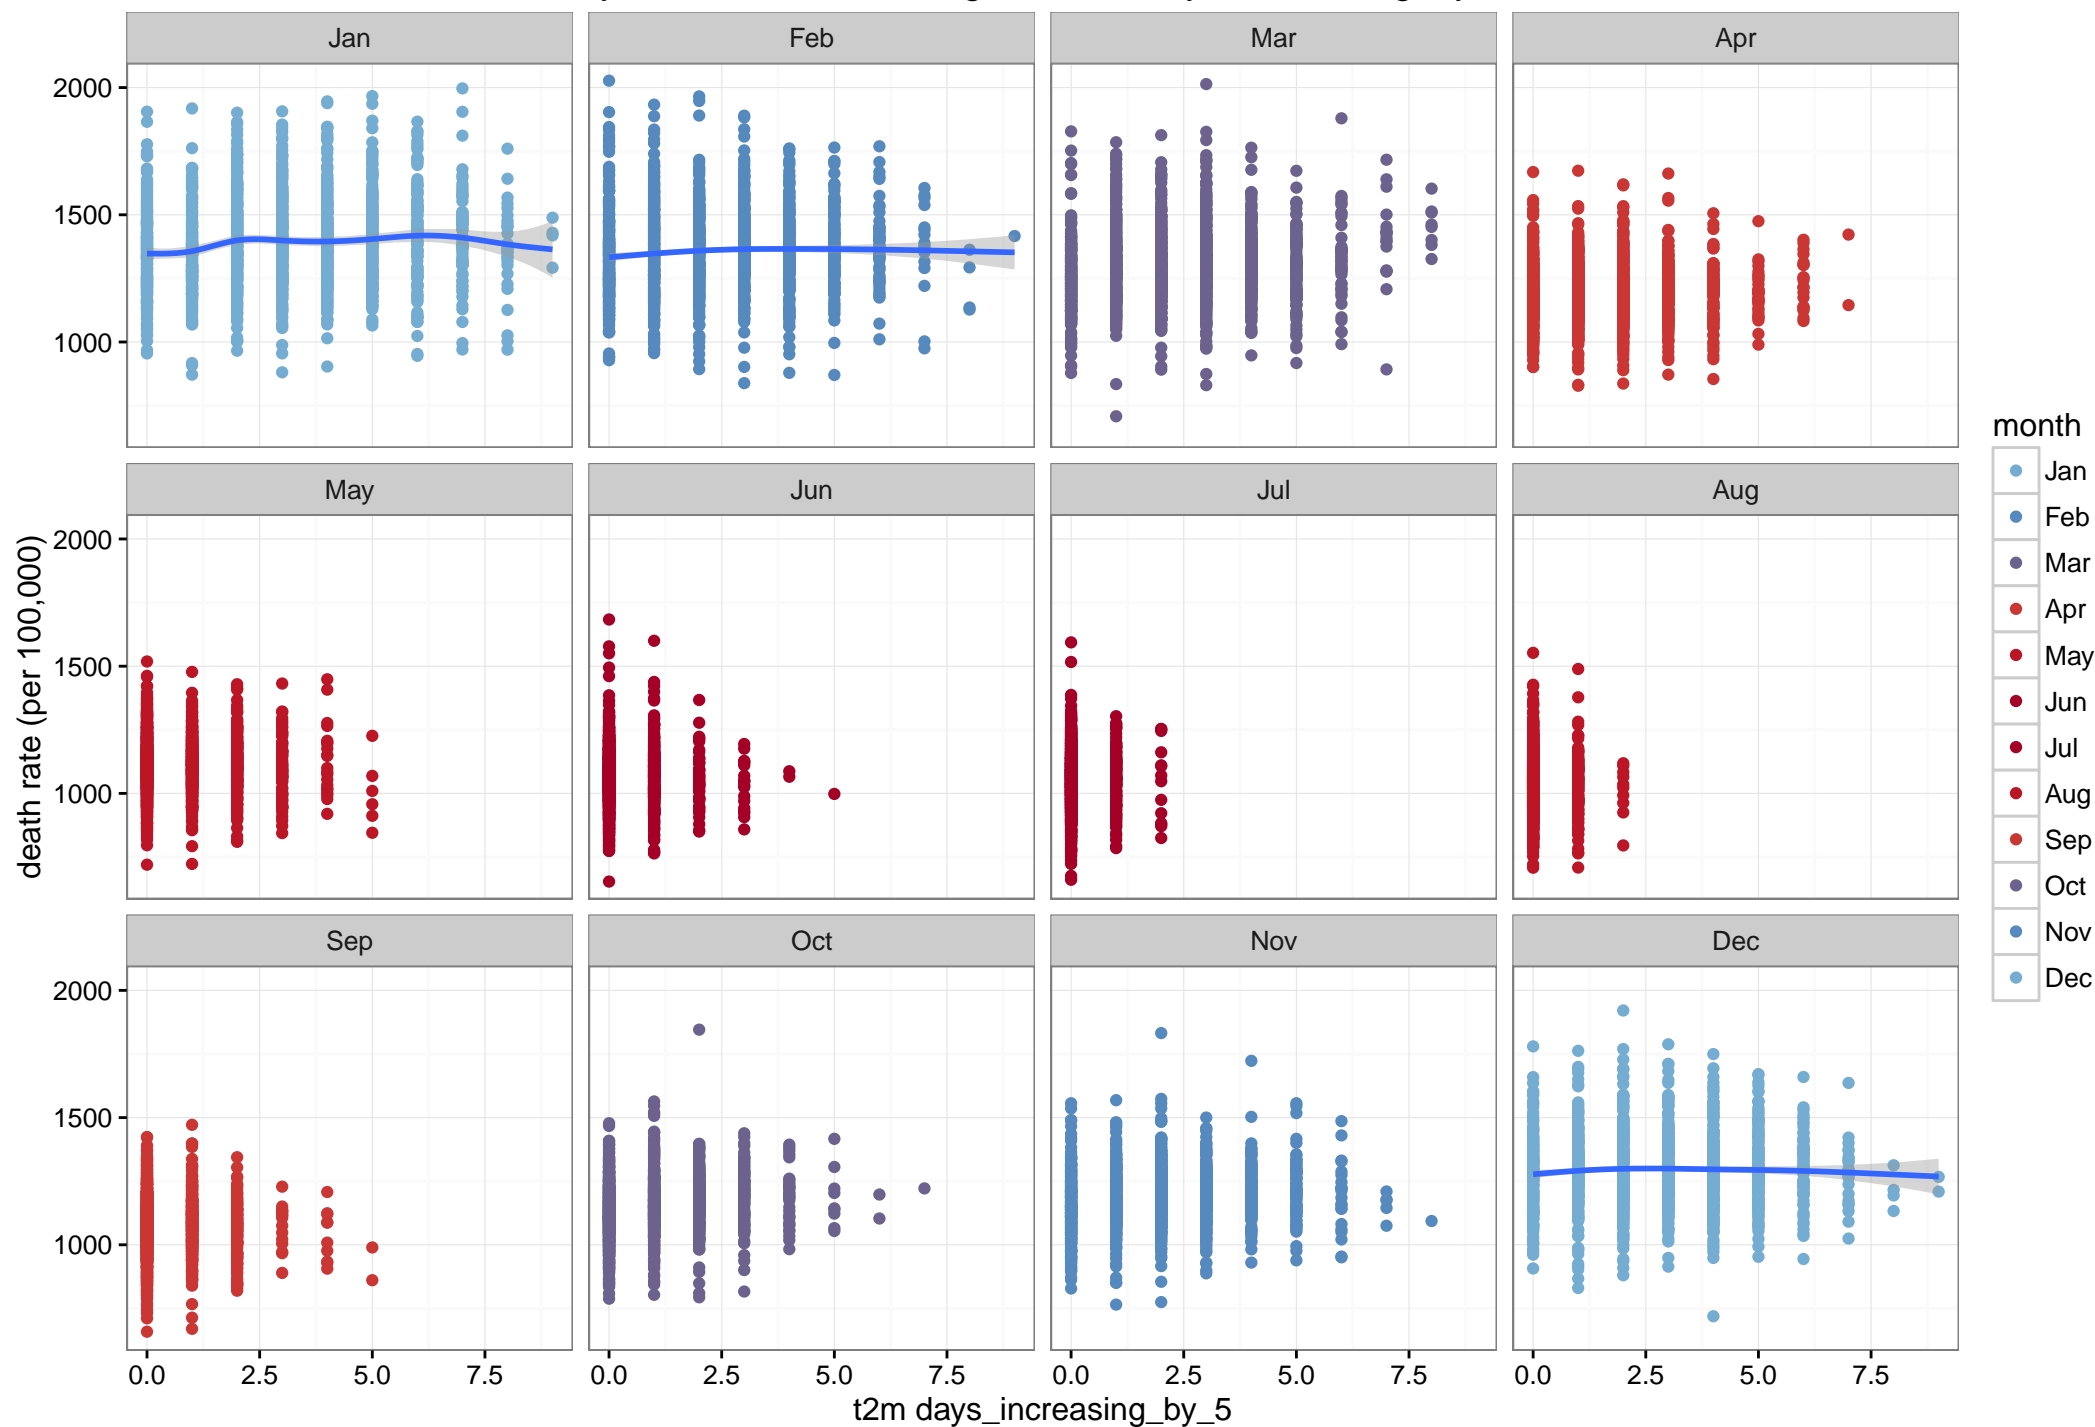 Jan Feb Mar Apr
2000
1500
1000
May Jun Jul Aug
2000
1500
1000
Sep Oct Nov Dec
2000
1500
1000
0.0 2.5 5.0 7.5 0.0 2.5 5.0 7.5 0.0 2.5 5.0 7.5 0.0 2.5 5.0 7.5
t2m days_increasing_by_5
death rate (per 100,000)
month
Jan
Feb
Mar
Apr
May
Jun
Jul
Aug
Sep
Oct
Nov
Dec